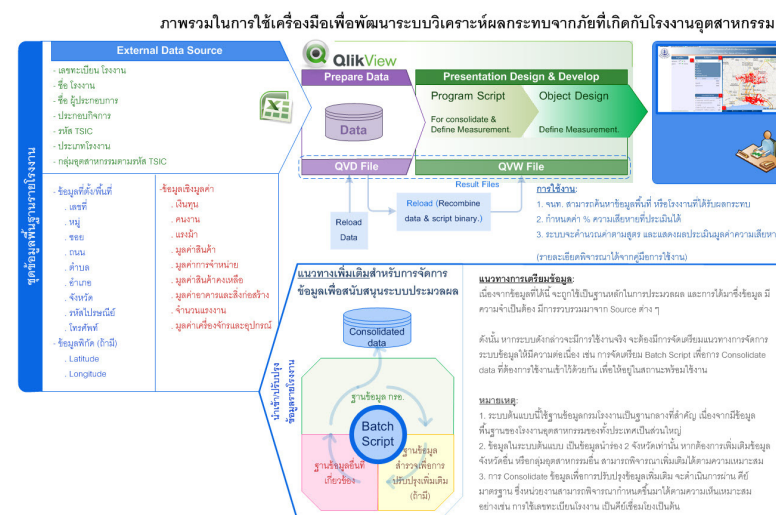 ภาพรวมในการใช้เครื่องมือเพื่อพัฒนาระบบวิเคราะห์ผลกระทบจากภัยที่เกิดกับโรงงานอุตสาหกรรม
External Data Source
- เลขทะเบียน โรงงาน
- ชื่อ โรงงาน
- ชื่อ ผู้ประกอบการ
- ประกอบกิจการ
- รหัส TSIC
- ประเภทโรงงาน
- กลุ่มอุตสาหกรรมตามรหัส TSIC
ชุดข้อมูลพื้นฐานรายโรงงาน
- ข้อมูลที่ตั้ง/พื้นที่
. เลขที่
. หมู่
. ซอย
. ถนน
. ตำบล
. อำเภอ
. จังหวัด
. รหัสไปรษณีย์
. โทรศัพท์
- ข้อมูลพิกัด (ถ้ามี)
. Latitude
. Longitude
-ข้อมูลเชิงมูลค่า
. เงินทุน
. คนงาน
. แรงม้า
. มูลค่าสินค้า
. มูลค่าการจำหน่าย
. มูลค่าสินค้าคงเหลือ
. มูลค่าอาคารและสิ่งก่อสร้าง
. จำนวนแรงงาน
. มูลค่าเครื่องจักรและอุปกรณ์
QlikView
Prepare Data
Presentation Design & Develop
Data
Program Script
For consolidate &
Define Measurement.
Object Design
Define Measurement.
QVD File
QVW File
Result Files
Reload
Data
Reload (Recombine
data & script binary.)
การใช้งาน:
1. จนท. สามารถค้นหาข้อมูลพื้นที่ หรือโรงงานที่ได้รับผลกระทบ
2. กำหนดค่า % ความเสียหายที่ประเมินได้
3. ระบบจะคำนวณค่าตามสูตร และแสดงผลประเมินมูลค่าความเสียหา
(รายละเอียดพิจารณาได้จากคู่มือการใช้งาน)
แนวทางเพิ่มเติมสำหรับการจัดการ
ข้อมูลเพื่อสนับสนุนระบบประมวลผล
Consolidated
data
นำเข้า/ปรับปรุง
ข้อมูลรายโรงงาน
ฐานข้อมูล กรอ.
Batch
Script
ฐานข้อมูลอื่นที่
เกี่ยวข้อง
ฐานข้อมูล
สำรวจเพื่อการ
ปรับปรุงเพิ่มเติม
(ถ้ามี)
แนวทางการเตรียมข้อมูล:
เนื่องจากข้อมูลที่ได้นี้ จะถูกใช้เป็นฐานหลักในการประมวลผล และการได้มาซึ่งข้อมูล มี
ความจำเป็นต้อง มีการรวบรวมมาจาก Source ต่าง ๆ
ดังนั้น หากระบบดังกล่าวจะมีการใช้งานจริง จะต้องมีการจัดเตรียมแนวทางการจัดการ
ระบบข้อมูลให้มีความต่อเนื่อง เช่น การจัดเตรียม Batch Script เพื่อการ Consolidate
data ที่ต้องการใช้งานเข้าไว้ด้วยกัน เพื่อให้อยู่ในสถานะพร้อมใช้งาน
หมายเหตุ:
1. ระบบต้นแบบนี้ใช้ฐานข้อมูลกรมโรงงานเป็นฐานกลางที่สำคัญ เนื่องจากมีข้อมูล
พื้นฐานของโรงงานอุตสาหกรรมของทั้งประเทศเป็นส่วนใหญ่
2. ข้อมูลในระบบต้นแบบ เป็นข้อมูลนำร่อง 2 จังหวัดเท่านั้น หากต้องการเพิ่มเติมข้อมูล
จังหวัดอื่น หรือกลุ่มอุตสาหกรรมอื่น สามารถพิจารณาเพิ่มเติมได้ตามความเหมาะสม
3. การ Consolidate ข้อมูลเพื่อการปรับปรุงข้อมูลเพิ่มเติม จะดำเนินการผ่าน คีย์
มาตรฐาน ซึ่งหน่วยงานสามารถพิจารณากำหนดขึ้นมาได้ตามความเห็นเหมาะสม
อย่างเช่น การใช้เลขทะเบียนโรงงาน เป็นคีย์เชื่อมโยงเป็นต้น